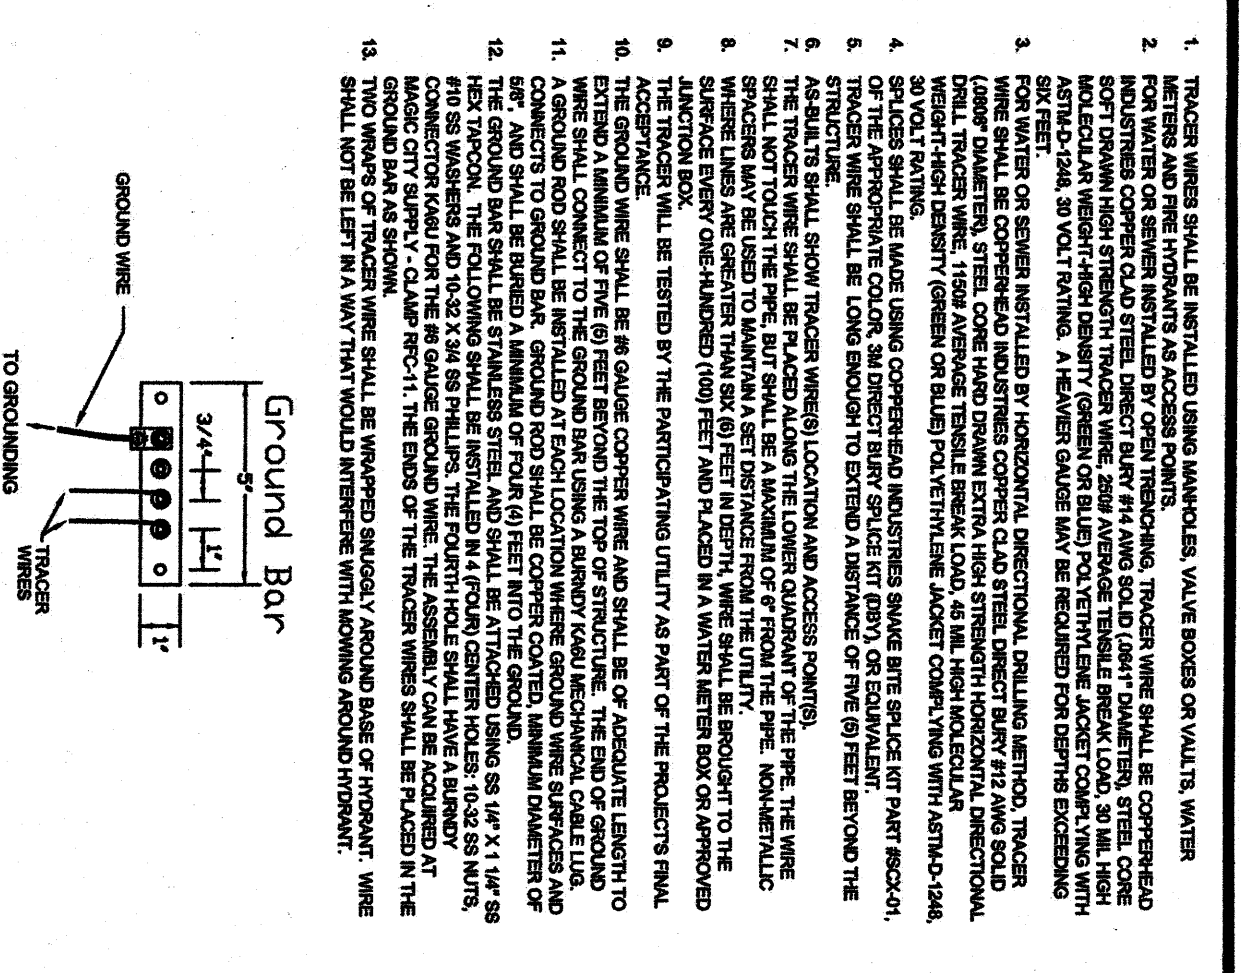 1. TRACER WIRES SHALL BE INSTALLED USING MANHOLES, VALVE BOXES OR VAULTS, WATER
METERS AND FIRE HYDRANTS AS ACCESS POINTS.
2. FOR WATER OR SEWER INSTALLED BY OPEN TRENCHING, TRACER WIRE SHALL BE COPPERHEAD
INDUSTRIES COPPER CLAD STEEL DIRECT BURY #14 AWG SOLID (.0641" DIAMETER), STEEL CORE
SOFT DRAWN HIGH STRENGTH TRACER WIRE, 250# AVERAGE TENSILE BREAK LOAD, 30 MIL HIGH
MOLECULAR WEIGHT-HIGH DENSITY (GREEN OR BLUE) POLYETHYLENE JACKET COMPLYING WITH
ASTM-D-1248, 30 VOLT RATING. A HEAVIER GAUGE MAY BE REQUIRED FOR DEPTHS EXCEEDING
SIX FEET.
3. FOR WATER OR SEWER INSTALLED BY HORIZONTAL DIRECTIONAL DRILLING METHOD, TRACER
WIRE SHALL BE COPPERHEAD INDUSTRIES COPPER CLAD STEEL DIRECT BURY #12 AWG SOLID
(.0808" DIAMETER), STEEL CORE HARD DRAWN EXTRA HIGH STRENGTH HORIZONTAL DIRECTIONAL
DRILL TRACER WIRE, 1150# AVERAGE TENSILE BREAK LOAD, 45 MIL HIGH MOLECULAR
WEIGHT-HIGH DENSITY (GREEN OR BLUE) POLYETHYLENE JACKET COMPLYING WITH ASTM-D-1248,
30 VOLT RATING.
4. SPLICES SHALL BE MADE USING COPPERHEAD INDUSTRIES SNAKE BITE SPLICE KIT PART #SCX-01,
OF THE APPROPRIATE COLOR, 3M DIRECT BURY SPLICE KIT (DBY), OR EQUIVALENT.
5. TRACER WIRE SHALL BE LONG ENOUGH TO EXTEND A DISTANCE OF FIVE (5) FEET BEYOND THE
STRUCTURE.
6. AS-BUILTS SHALL SHOW TRACER WIRE(S) LOCATION AND ACCESS POINT(S).
7. THE TRACER WIRE SHALL BE PLACED ALONG THE LOWER QUADRANT OF THE PIPE. THE WIRE
SHALL NOT TOUCH THE PIPE, BUT SHALL BE A MAXIMUM OF 6" FROM THE PIPE. NON-METALLIC
SPACERS MAY BE USED TO MAINTAIN A SET DISTANCE FROM THE UTILITY.
8. WHERE LINES ARE GREATER THAN SIX (6) FEET IN DEPTH, WIRE SHALL BE BROUGHT TO THE
SURFACE EVERY ONE-HUNDRED (100) FEET AND PLACED IN A WATER METER BOX OR APPROVED
JUNCTION BOX.
9. THE TRACER WILL BE TESTED BY THE PARTICIPATING UTILITY AS PART OF THE PROJECT'S FINAL
ACCEPTANCE.
10. THE GROUND WIRE SHALL BE #6 GAUGE COPPER WIRE AND SHALL BE OF ADEQUATE LENGTH TO
EXTEND A MINIMUM OF FIVE (5) FEET BEYOND THE TOP OF STRUCTURE. THE END OF GROUND
WIRE SHALL CONNECT TO THE GROUND BAR USING A BURNDY KA6U MECHANICAL CABLE LUG.
11. A GROUND ROD SHALL BE INSTALLED AT EACH LOCATION WHERE GROUND WIRE SURFACES AND
CONNECTS TO GROUND BAR. GROUND ROD SHALL BE COPPER COATED, MINIMUM DIAMETER OF
5/8", AND SHALL BE BURIED A MINIMUM OF FOUR (4) FEET INTO THE GROUND.
12. THE GROUND BAR SHALL BE STAINLESS STEEL AND SHALL BE ATTACHED USING SS 1/4" X 1 1/4" SS
HEX TAPCON. THE FOLLOWING SHALL BE INSTALLED IN 4 (FOUR) CENTER HOLES: 10-32 SS NUTS,
#10 SS WASHERS AND 10-32 X 3/4 SS PHILLIPS. THE FOURTH HOLE SHALL HAVE A BURNDY
CONNECTOR KA6U FOR THE #6 GAUGE GROUND WIRE. THE ASSEMBLY CAN BE ACQUIRED AT
MAGIC CITY SUPPLY - CLAMP RFC-11. THE ENDS OF THE TRACER WIRES SHALL BE PLACED IN THE
GROUND BAR AS SHOWN.
13. TWO WRAPS OF TRACER WIRE SHALL BE WRAPPED SNUGGLY AROUND BASE OF HYDRANT. WIRE
SHALL NOT BE LEFT IN A WAY THAT WOULD INTERFERE WITH MOWING AROUND HYDRANT.
Ground Bar
5"
3/4"
1"
1"
GROUND WIRE
TRACER
WIRES
TO GROUNDING